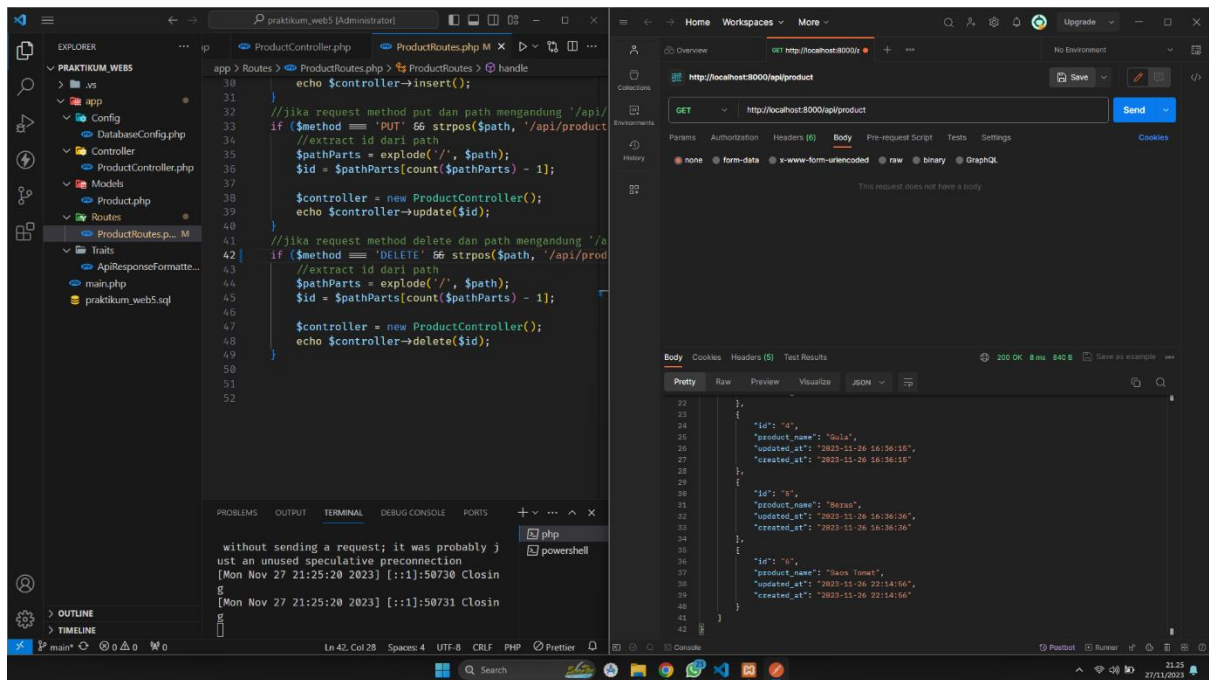 praktikum_web5 [Administrator]
EXPLORER
PRAKTIKUM_WEB5
.vs
app
Config
DatabaseConfig.php
Controller
ProductController.php
Models
Product.php
Routes
ProductRoutes.p... M
Traits
ApiResponseFormatte...
main.php
praktikum_web5.sql
OUTLINE
TIMELINE
ip ProductController.php ProductRoutes.php M
app > Routes > ProductRoutes.php > ProductRoutes > handle
30 echo $controller->insert();
31 }
32 //jika request method put dan path mengandung '/api/
33 if ($method === 'PUT' && strpos($path, '/api/product
34 //extract id dari path
35 $pathParts = explode('/', $path);
36 $id = $pathParts[count($pathParts) - 1];
37
38 $controller = new ProductController();
39 echo $controller->update($id);
40 }
41 //jika request method delete dan path mengandung '/a
42 if ($method === 'DELETE' && strpos($path, '/api/prod
43 //extract id dari path
44 $pathParts = explode('/', $path);
45 $id = $pathParts[count($pathParts) - 1];
46
47 $controller = new ProductController();
48 echo $controller->delete($id);
49 }
50
51
52
PROBLEMS OUTPUT TERMINAL DEBUG CONSOLE PORTS
php
powershell
without sending a request; it was probably j
ust an unused speculative preconnection
[Mon Nov 27 21:25:20 2023] [::1]:50730 Closin
g
[Mon Nov 27 21:25:20 2023] [::1]:50731 Closin
g
main* 0 0 0 Ln 42, Col 28 Spaces: 4 UTF-8 CRLF PHP Prettier
Home Workspaces More Upgrade
Overview GET http://localhost:8000/a No Environment
Collections
Environments
History
http://localhost:8000/api/product Save
GET http://localhost:8000/api/product Send
Params Authorization Headers (6) Body Pre-request Script Tests Settings Cookies
none form-data x-www-form-urlencoded raw binary GraphQL
This request does not have a body
Body Cookies Headers (5) Test Results 200 OK 8 ms 840 B Save as example
Pretty Raw Preview Visualize JSON
22 },
23 {
24 "id": "4",
25 "product_name": "Gula",
26 "updated_at": "2023-11-26 16:36:15",
27 "created_at": "2023-11-26 16:36:15"
28 },
29 {
30 "id": "5",
31 "product_name": "Beras",
32 "updated_at": "2023-11-26 16:36:36",
33 "created_at": "2023-11-26 16:36:36"
34 },
35 {
36 "id": "6",
37 "product_name": "Saos Tomat",
38 "updated_at": "2023-11-26 22:14:56",
39 "created_at": "2023-11-26 22:14:56"
40 }
41 ]
42 }
Console Postbot Runner
Search
21.25
27/11/2023